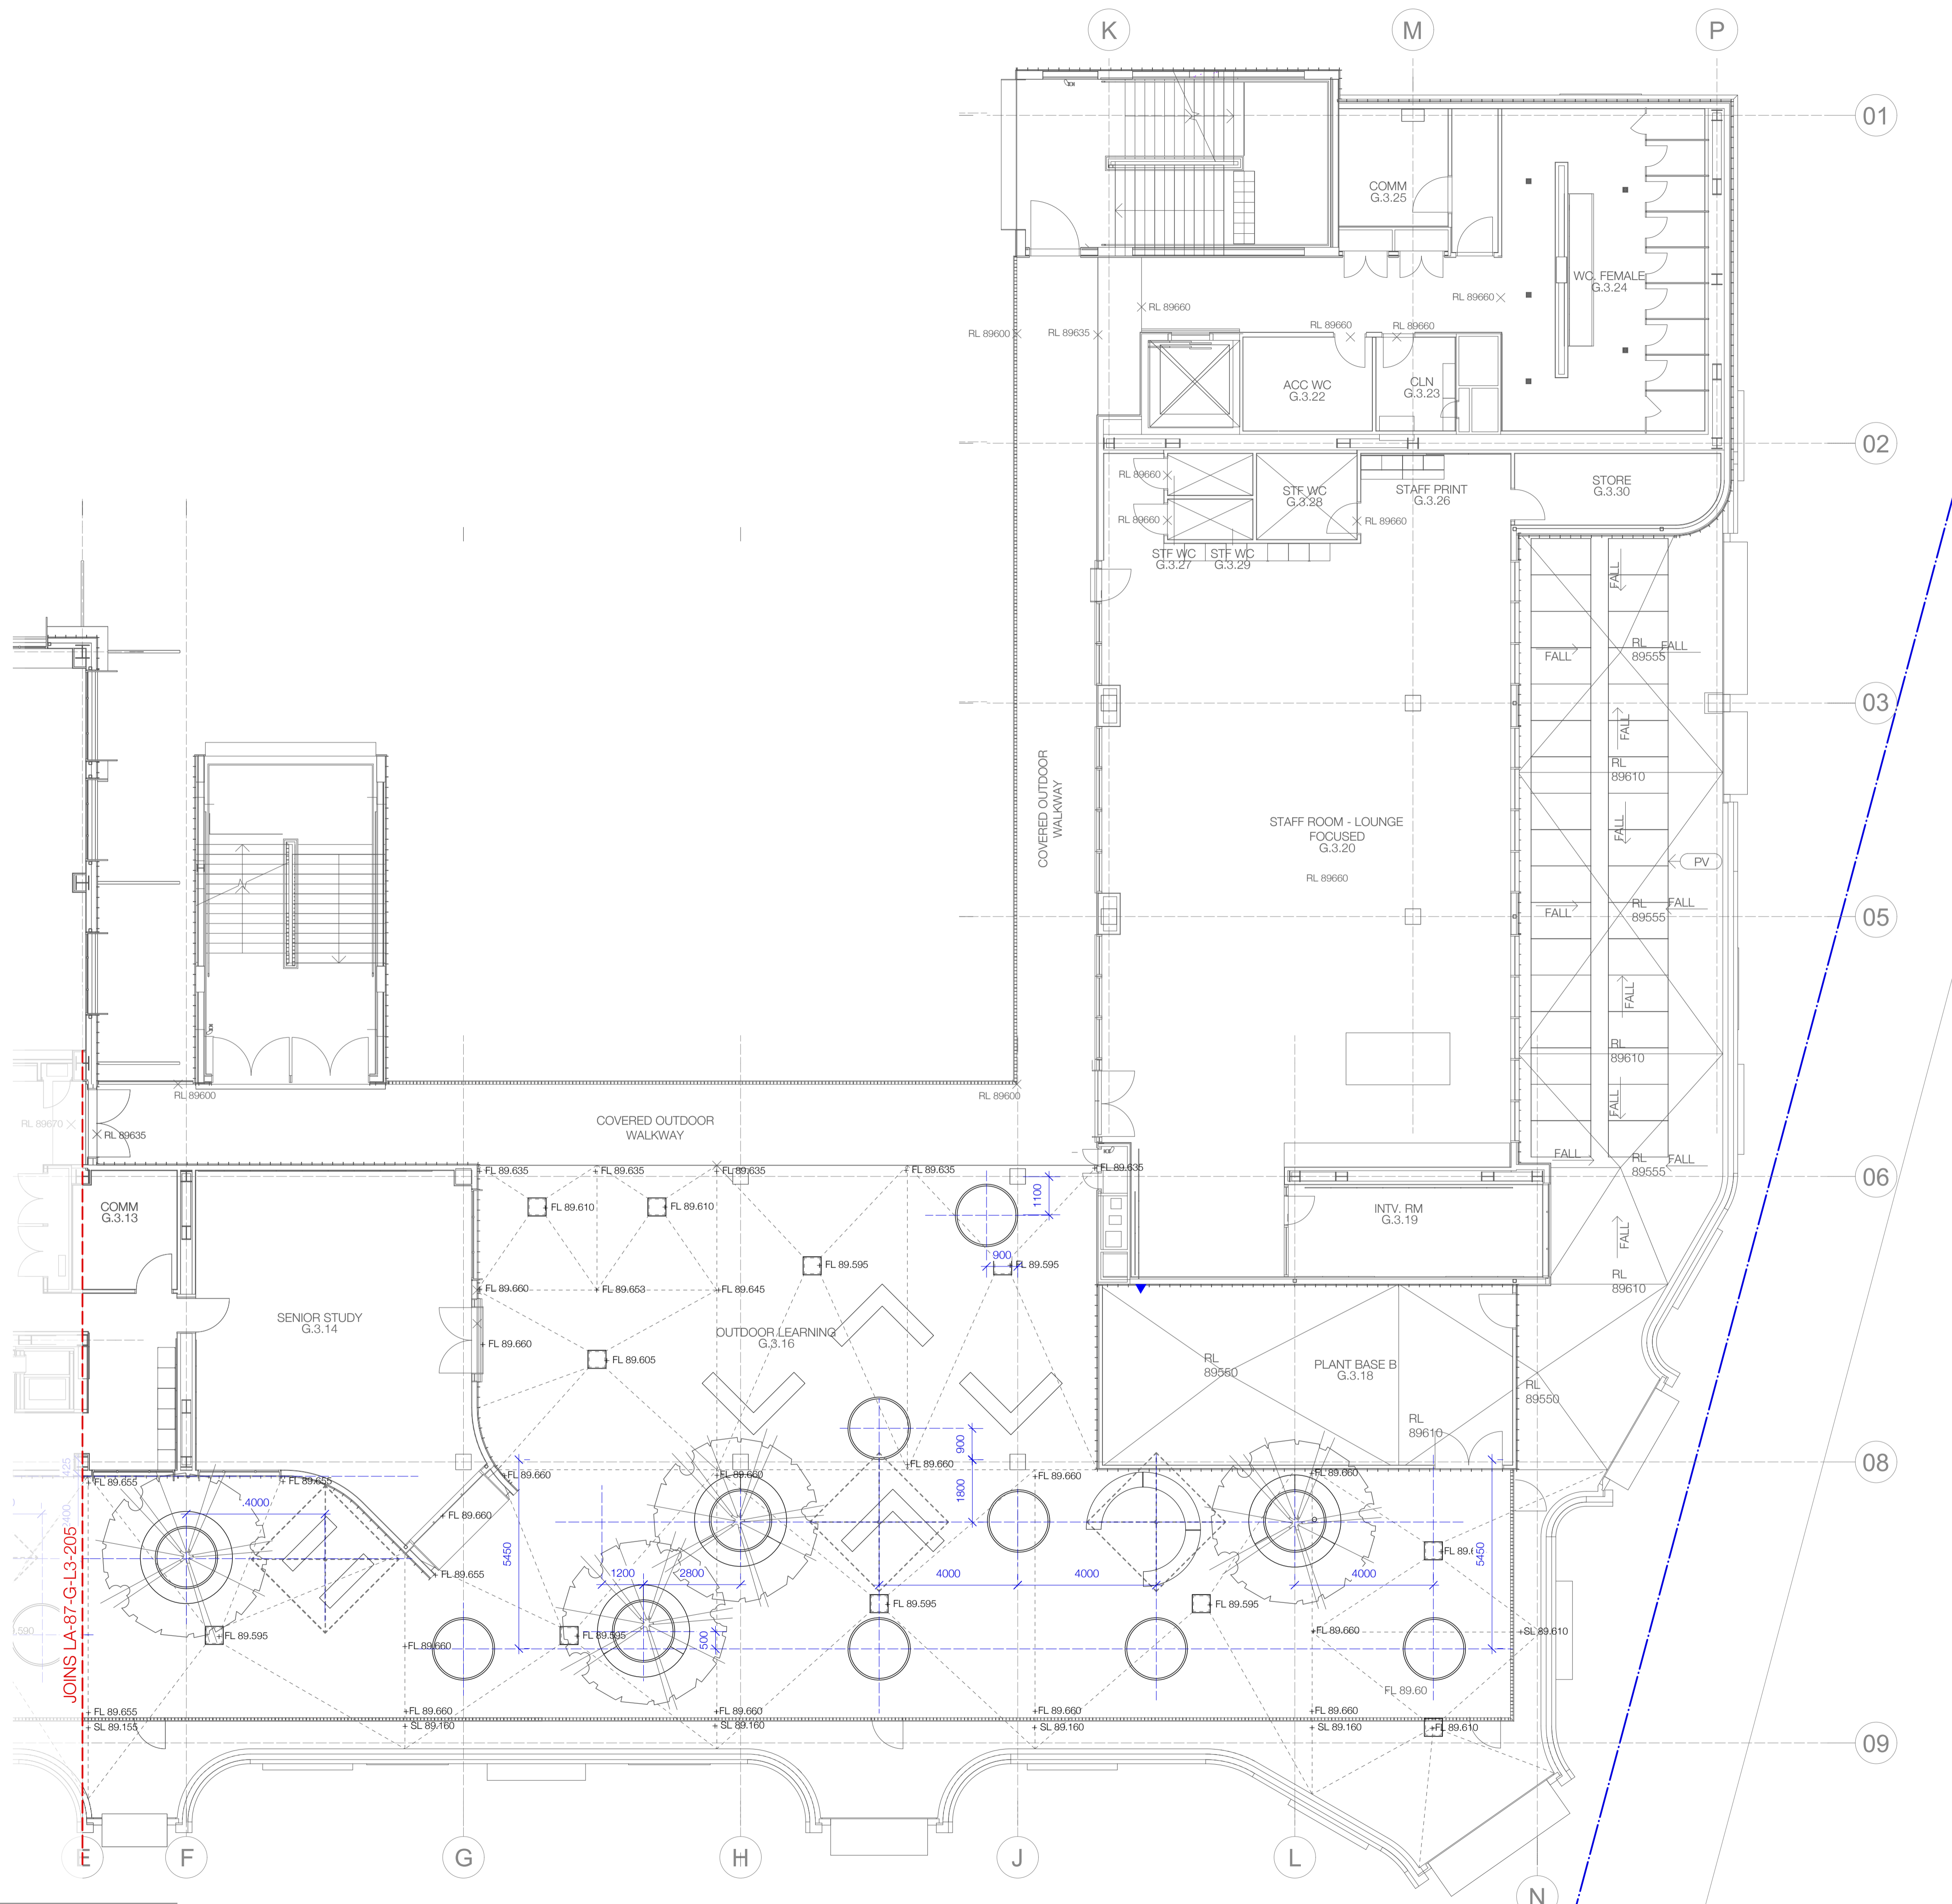 K
M
P
01
COMM
G.3.25
WC. FEMALE
G.3.24
RL 89660
RL 89660
RL 89600
RL 89635
RL 89660
RL 89660
ACC WC
G.3.22
CLN
G.3.23
02
RL 89660
STF WC
G.3.28
STAFF PRINT
G.3.26
STORE
G.3.30
RL 89660
RL 89660
STF WC
G.3.27
STF WC
G.3.29
FALL
FALL
RL
89555
FALL
03
FALL
RL
89610
COVERED OUTDOOR
WALKWAY
STAFF ROOM - LOUNGE
FOCUSED
G.3.20
RL 89660
FALL
PV
FALL
RL
89555
FALL
05
FALL
RL
89610
FALL
RL 89600
RL 89600
COVERED OUTDOOR
WALKWAY
RL 89670
RL 89635
FALL
RL
89555
FALL
06
FL 89.635
FL 89.635
FL 89.635
FL 89.635
FL 89.635
1100
COMM
G.3.13
FL 89.610
FL 89.610
INTV. RM
G.3.19
FALL
900
FL 89.595
FL 89.595
RL
89610
FL 89.660
FL 89.653
FL 89.645
SENIOR STUDY
G.3.14
OUTDOOR LEARNING
G.3.16
FL 89.660
FL 89.605
RL
89550
PLANT BASE B
G.3.18
RL
89550
RL
89610
900
08
1425
FL 89.655
FL 89.655
FL 89.660
FL 89.660
FL 89.660
FL 89.660
FL 89.660
4000
1800
2400
FL 89.660
5450
5450
JOINS LA-87-G-L3-205
FL 89.655
1200
2800
4000
4000
4000
FL 89.595
FL 89.595
FL 89.595
FL 89.595
FL 89.660
500
FL 89.660
SL 89.610
FL 89.60
FL 89.655
SL 89.155
FL 89.660
SL 89.160
FL 89.660
SL 89.160
FL 89.660
SL 89.160
FL 89.660
SL 89.160
FL 89.610
09
E
F
G
H
J
L
N